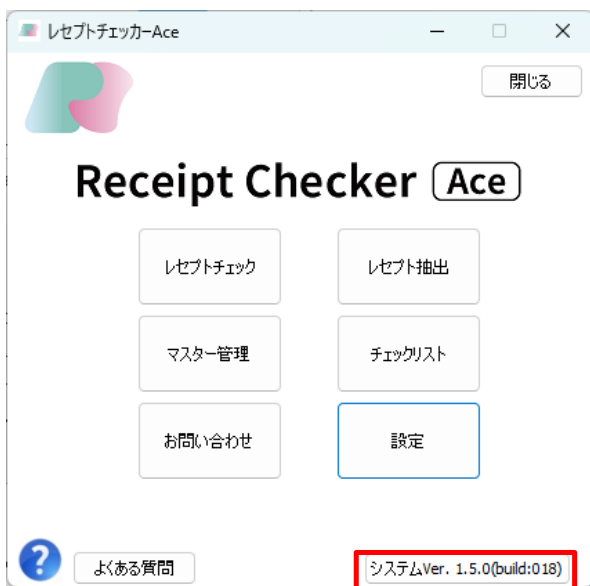 レセプトチェッカーAce
閉じる
Receipt Checker Ace
レセプトチェック
レセプト抽出
マスター管理
チェックリスト
お問い合わせ
設定
?
よくある質問
システムVer. 1.5.0(build:018)